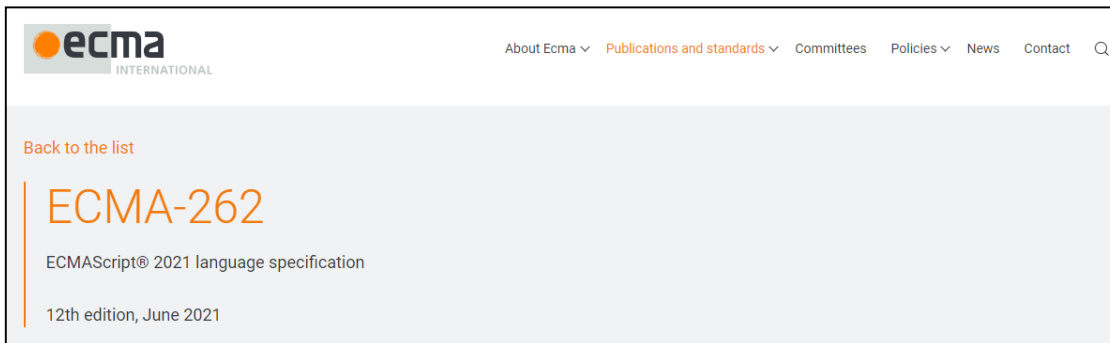 ecma
INTERNATIONAL
About Ecma Publications and standards Committees Policies News Contact
Back to the list
ECMA-262
ECMAScript® 2021 language specification
12th edition, June 2021